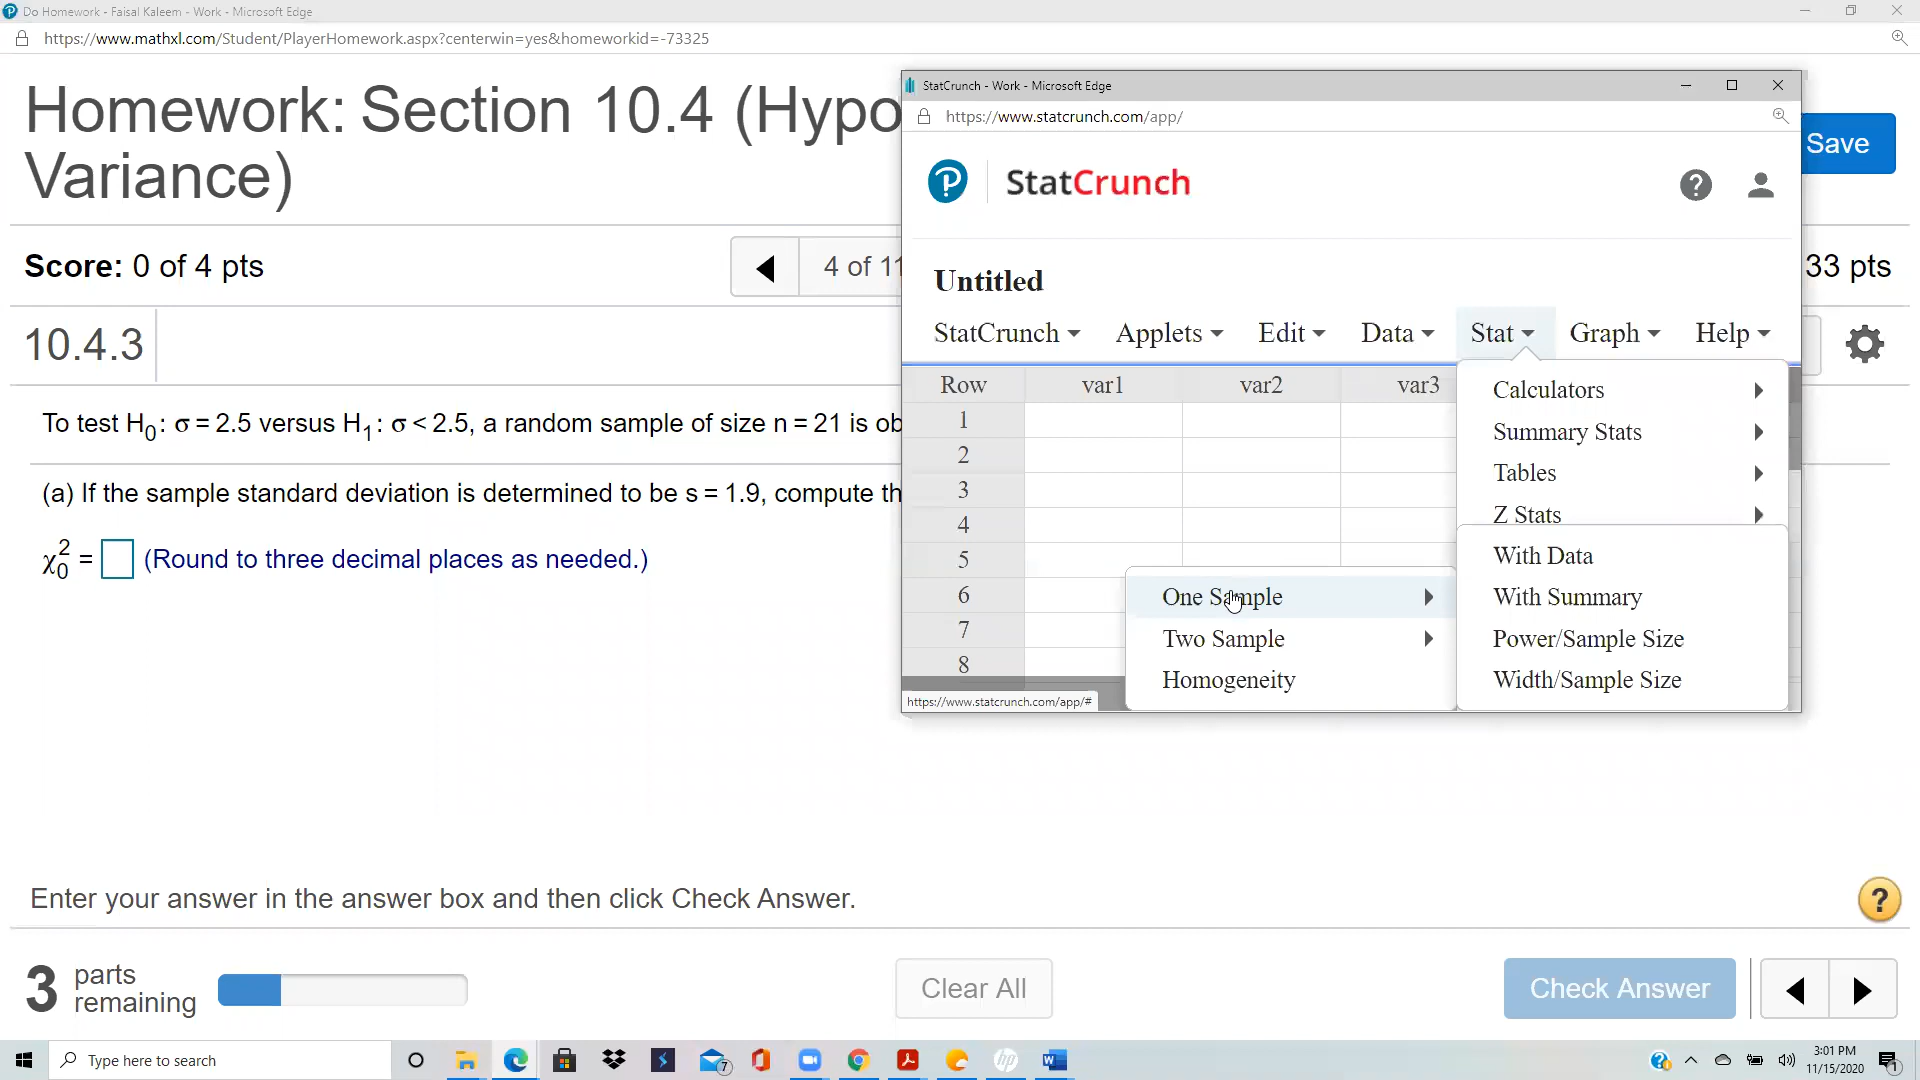 Do Homework - Faisal Kaleem - Work - Microsoft Edge
https://www.mathxl.com/Student/PlayerHomework.aspx?centerwin=yes&homeworkid=-73325
Homework: Section 10.4 (Hypo
Variance)
Save
Score: 0 of 4 pts
4 of 11
33 pts
10.4.3
To test H0: σ = 2.5 versus H1: σ < 2.5, a random sample of size n = 21 is ob
(a) If the sample standard deviation is determined to be s = 1.9, compute th
χ²0 = (Round to three decimal places as needed.)
StatCrunch - Work - Microsoft Edge
https://www.statcrunch.com/app/
P StatCrunch
Untitled
StatCrunch Applets Edit Data Stat Graph Help
Row var1 var2 var3
1
2
3
4
5
6
7
8
Calculators
Summary Stats
Tables
Z Stats
With Data
With Summary
Power/Sample Size
Width/Sample Size
One Sample
Two Sample
Homogeneity
https://www.statcrunch.com/app/#
Enter your answer in the answer box and then click Check Answer.
?
3 parts
remaining
Clear All
Check Answer
Type here to search
7
3:01 PM
11/15/2020
1